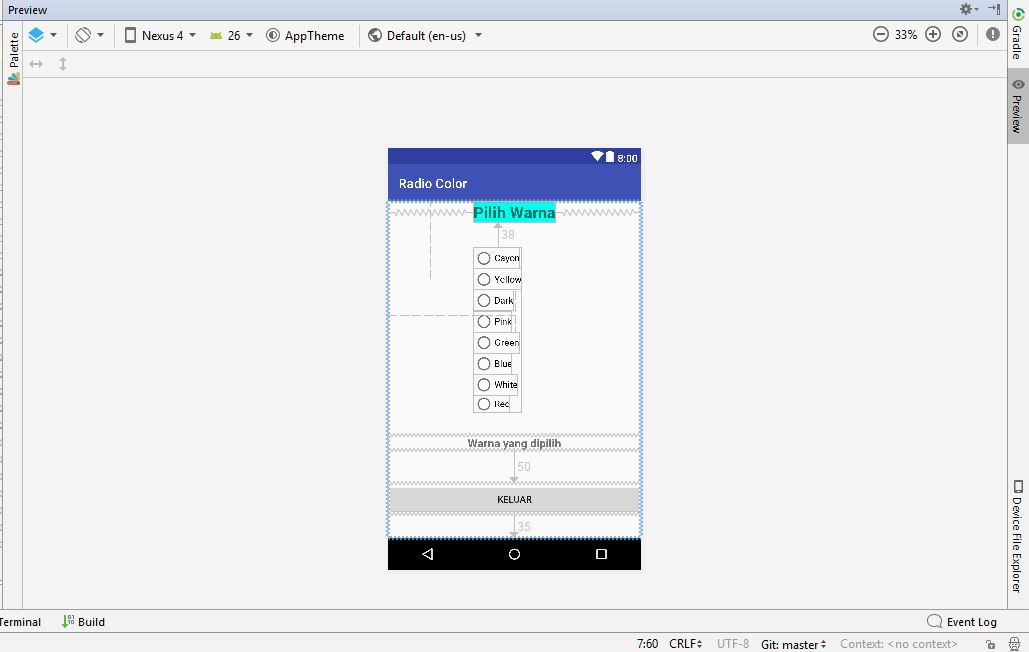 Preview
Palette
Nexus 4
26
AppTheme
Default (en-us)
33%
Gradle
Preview
8:00
Radio Color
Pilih Warna
38
Cayon
Yellow
Dark
Pink
Green
Blue
White
Red
Warna yang dipilih
50
KELUAR
35
Device File Explorer
Terminal
Build
Event Log
7:60
CRLF
UTF-8
Git: master
Context: <no context>